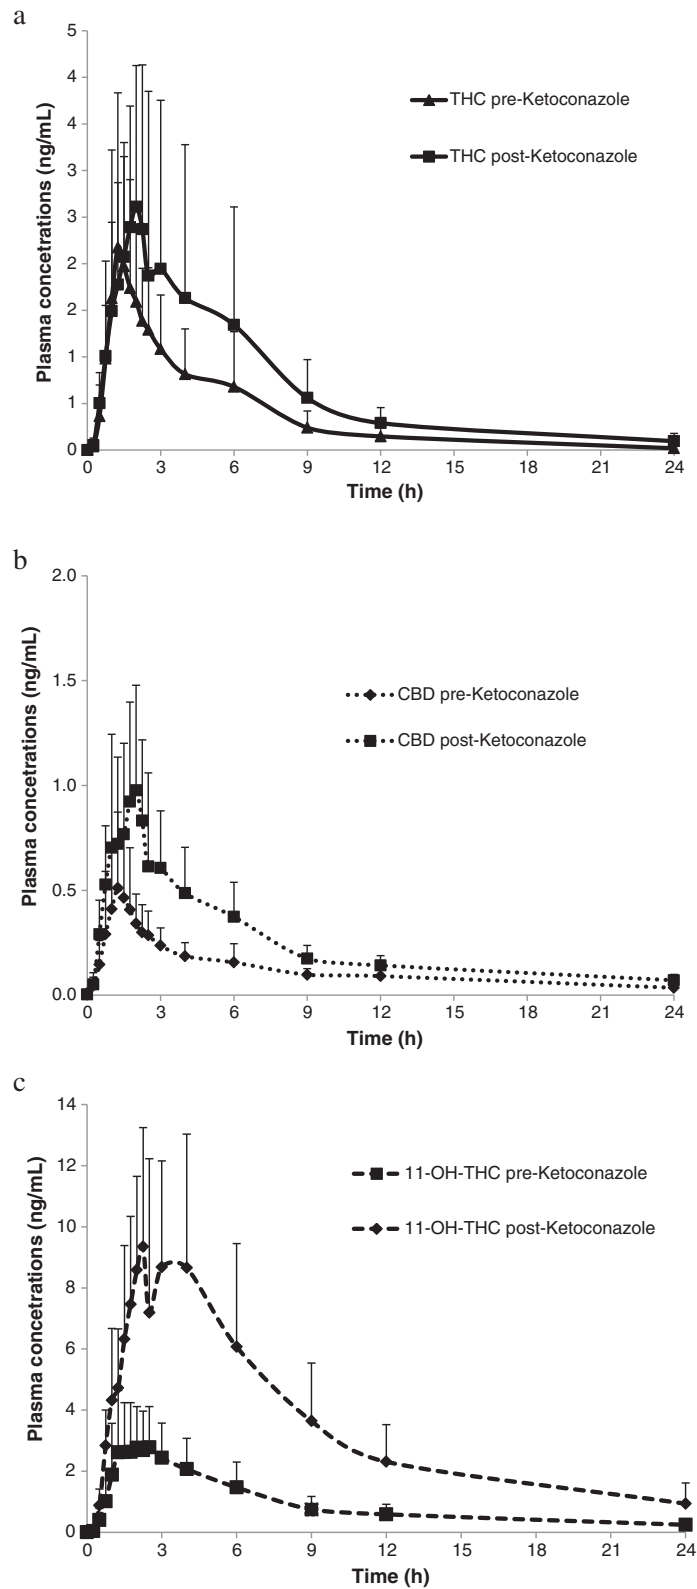 a
Plasma concetrations (ng/mL)
5
4
4
3
3
2
2
1
1
0
THC pre-Ketoconazole
THC post-Ketoconazole
0 3 6 9 12 15 18 21 24
Time (h)
b
Plasma concetrations (ng/mL)
2.0
1.5
1.0
0.5
0.0
CBD pre-Ketoconazole
CBD post-Ketoconazole
0 3 6 9 12 15 18 21 24
Time (h)
c
Plasma concetrations (ng/mL)
14
12
10
8
6
4
2
0
11-OH-THC pre-Ketoconazole
11-OH-THC post-Ketoconazole
0 3 6 9 12 15 18 21 24
Time (h)